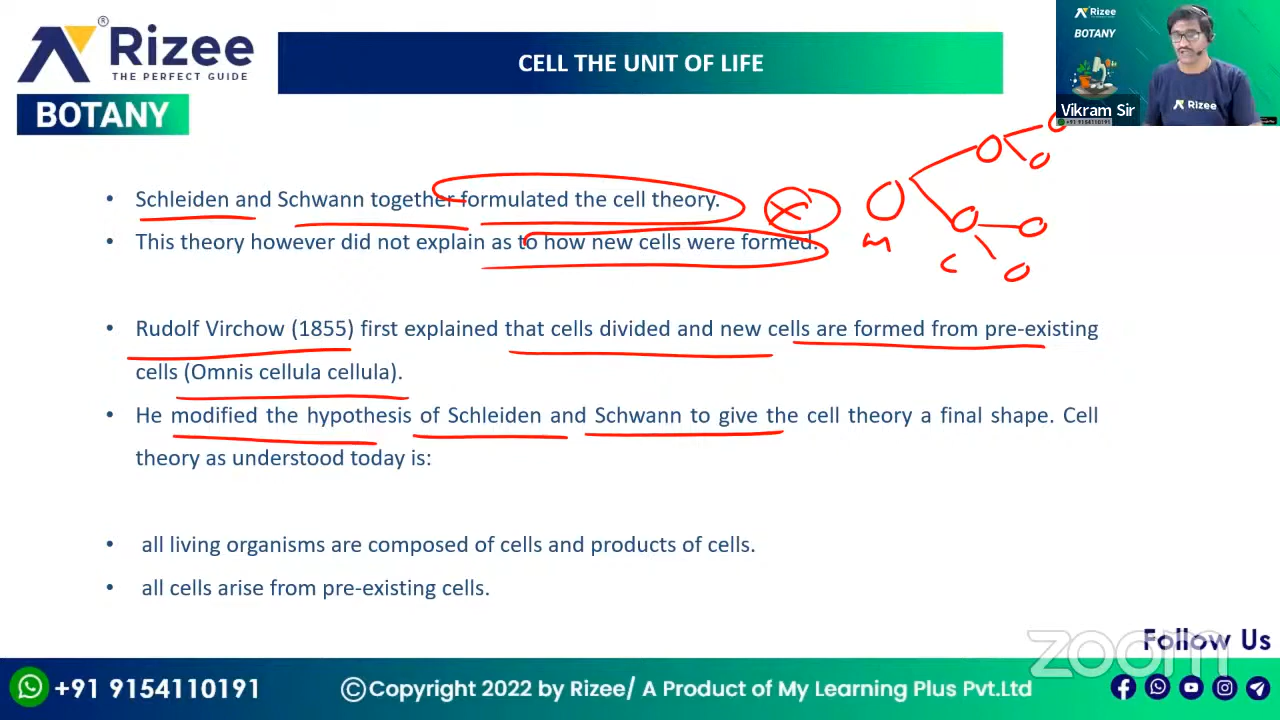 Rizee®
THE PERFECT GUIDE
BOTANY
CELL THE UNIT OF LIFE
Rizee
BOTANY
Rizee
Vikram Sir
• Schleiden and Schwann together formulated the cell theory.
• This theory however did not explain as to how new cells were formed.
M
C
• Rudolf Virchow (1855) first explained that cells divided and new cells are formed from pre-existing
cells (Omnis cellula cellula).
• He modified the hypothesis of Schleiden and Schwann to give the cell theory a final shape. Cell
theory as understood today is:
• all living organisms are composed of cells and products of cells.
• all cells arise from pre-existing cells.
Follow Us
zoom
+91 9154110191
©Copyright 2022 by Rizee/ A Product of My Learning Plus Pvt.Ltd